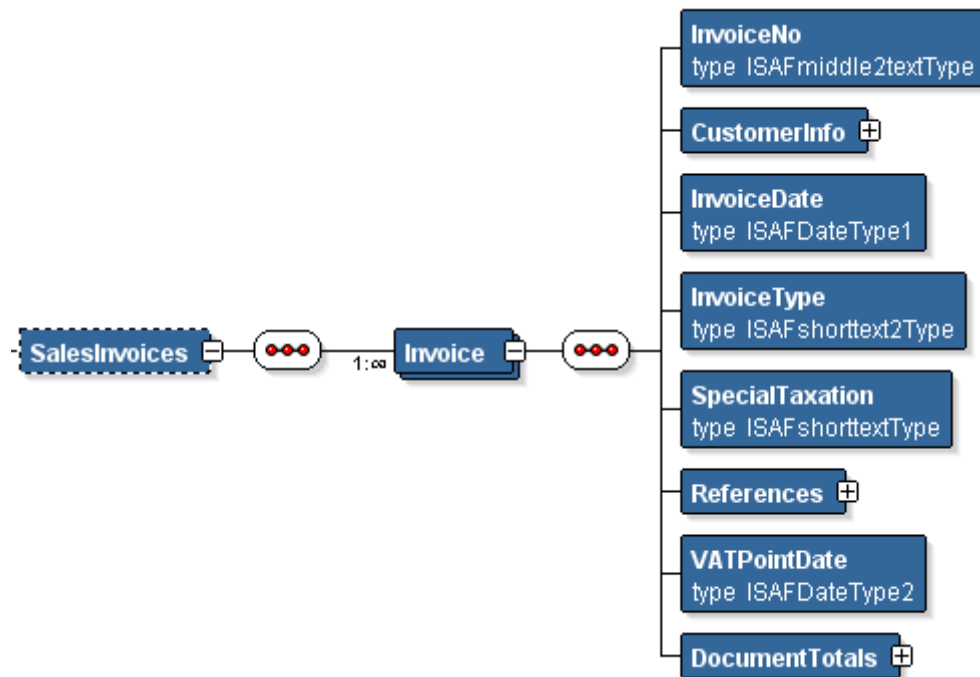 InvoiceNo
type ISAFmiddle2textType
CustomerInfo
InvoiceDate
type ISAFDateType1
InvoiceType
type ISAFshorttext2Type
SalesInvoices
1:∞
Invoice
SpecialTaxation
type ISAFshorttextType
References
VATPointDate
type ISAFDateType2
DocumentTotals